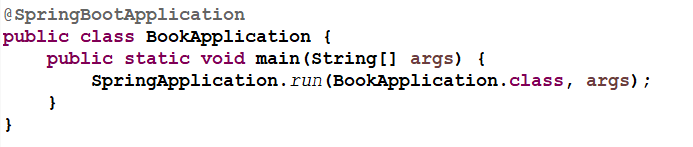 @SpringBootApplication
public class BookApplication {
    public static void main(String[] args) {
        SpringApplication.run(BookApplication.class, args);
    }
}